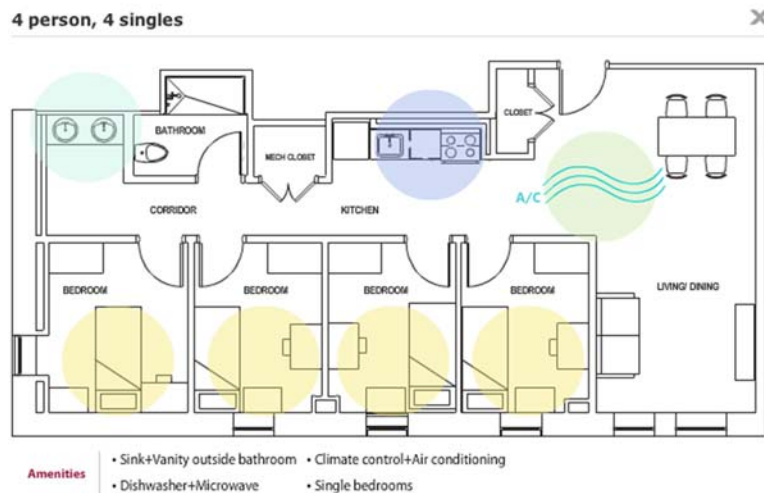 4 person, 4 singles
BATHROOM
MECH CLOSET
CLOSET
A/C
CORRIDOR
KITCHEN
BEDROOM
BEDROOM
BEDROOM
BEDROOM
LIVING/ DINING
Amenities
• Sink+Vanity outside bathroom • Climate control+Air conditioning
• Dishwasher+Microwave • Single bedrooms